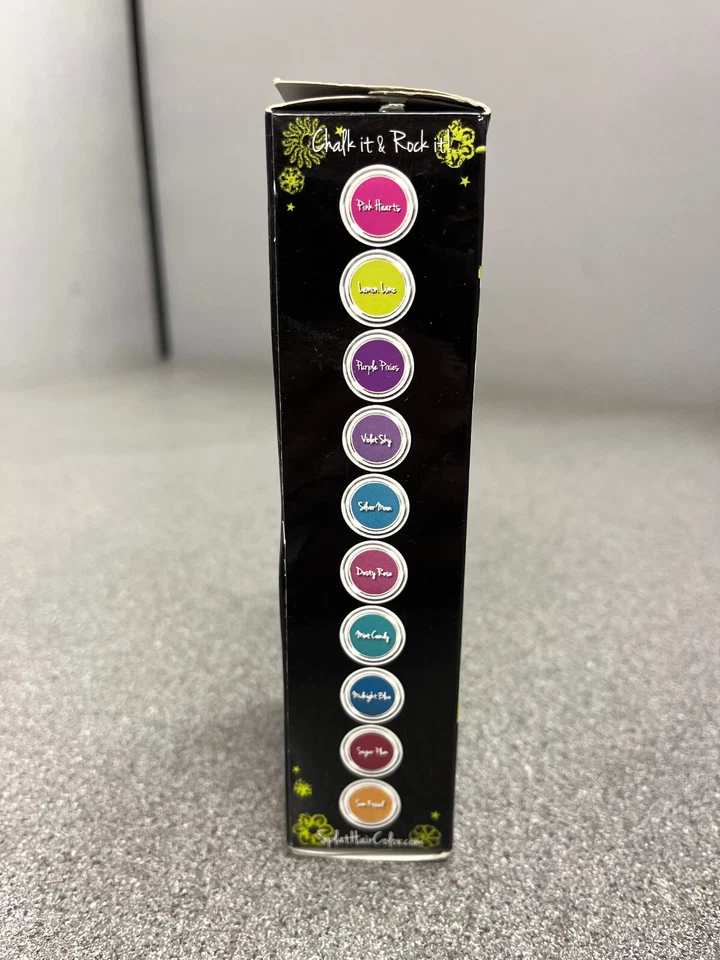 Chalk it & Rock it!
Pink Hearts
Lemon Lime
Purple Pixies
Violet Sky
Silver Moon
Dusty Rose
Mint Candy
Midnight Blue
Sugar Plum
Sun
SplatHairColor.com